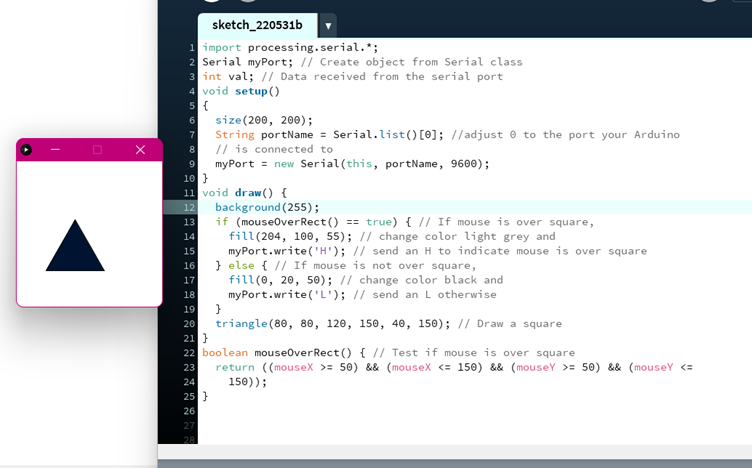 sketch_220531b
1 import processing.serial.*;
2 Serial myPort; // Create object from Serial class
3 int val; // Data received from the serial port
4 void setup()
5 {
6   size(200, 200);
7   String portName = Serial.list()[0]; //adjust 0 to the port your Arduino
8   // is connected to
9   myPort = new Serial(this, portName, 9600);
10 }
11 void draw() {
12   background(255);
13   if (mouseOverRect() == true) { // If mouse is over square,
14     fill(204, 100, 55); // change color light grey and
15     myPort.write('H'); // send an H to indicate mouse is over square
16   } else { // If mouse is not over square,
17     fill(0, 20, 50); // change color black and
18     myPort.write('L'); // send an L otherwise
19   }
20   triangle(80, 80, 120, 150, 40, 150); // Draw a square
21 }
22 boolean mouseOverRect() { // Test if mouse is over square
23   return ((mouseX >= 50) && (mouseX <= 150) && (mouseY >= 50) && (mouseY <=
24     150));
25 }
26
27
28